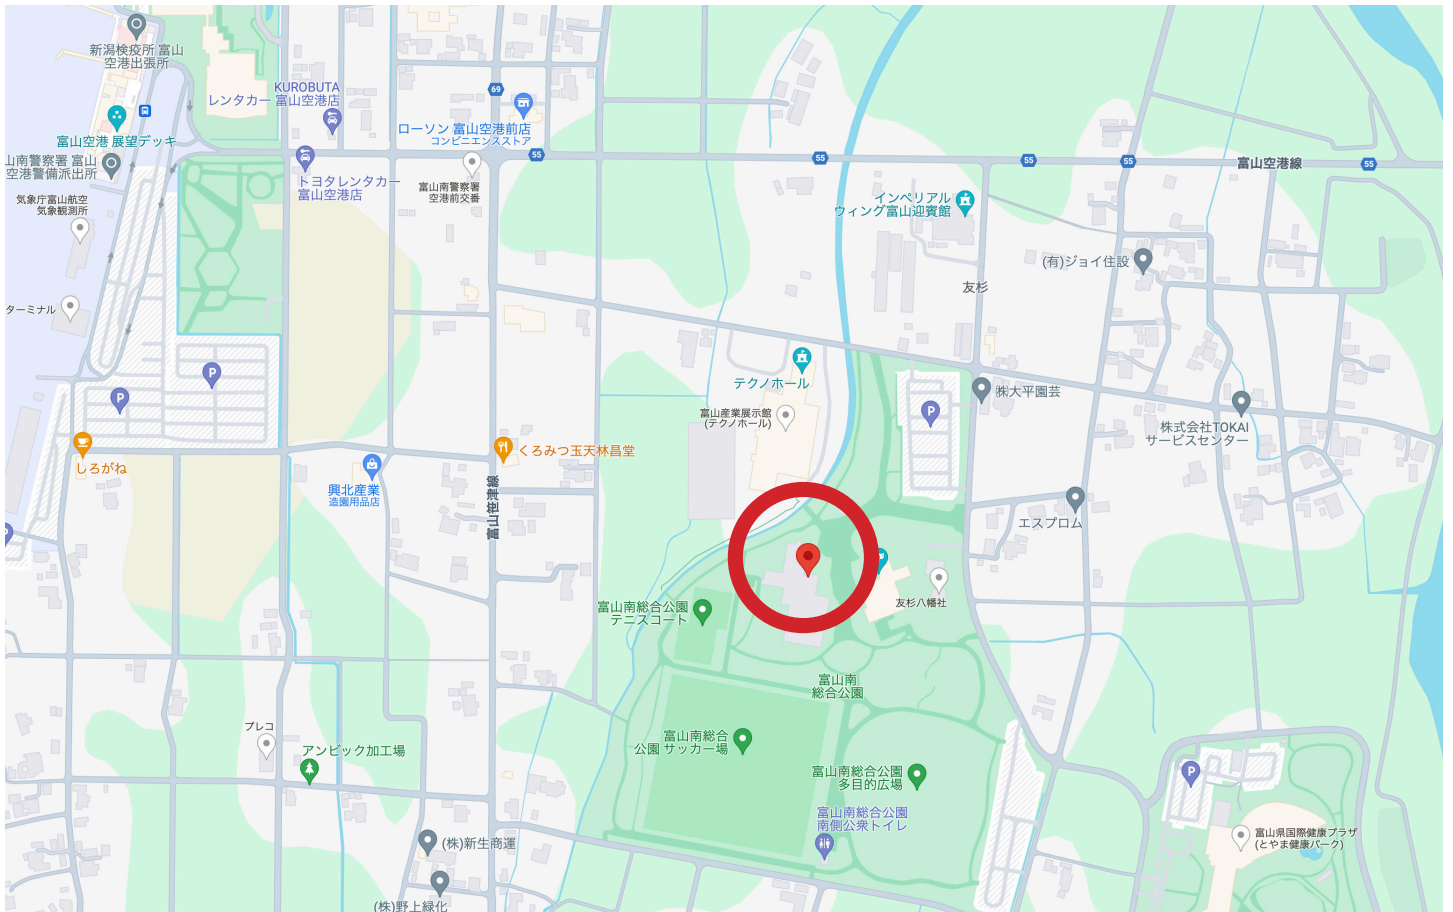 新潟検疫所 富山
空港出張所
KUROBUTA
レンタカー 富山空港店
69
ローソン 富山空港前店
コンビニエンスストア
富山空港 展望デッキ
山南警察署 富山
空港警備派出所
トヨタレンタカー
富山空港店
富山南警察署
空港前交番
55
55
55
55
富山空港線
55
気象庁富山航空
気象観測所
インペリアル
ウィング富山迎賓館
(有)ジョイ住設
友杉
ターミナル
P
P
テクノホール
富山産業展示館
(テクノホール)
P
㈱大平園芸
株式会社TOKAI
サービスセンター
しろがね
くろみつ玉天林昌堂
興北産業
造園用品店
富山笹津線
エスプロム
富山南総合公園
テニスコート
友杉八幡社
富山南
総合公園
プレコ
アンビック加工場
富山南総合
公園 サッカー場
富山南総合公園
多目的広場
P
富山南総合公園
南側公衆トイレ
富山県国際健康プラザ
(とやま健康パーク)
(株)新生商運
(株)野上緑化